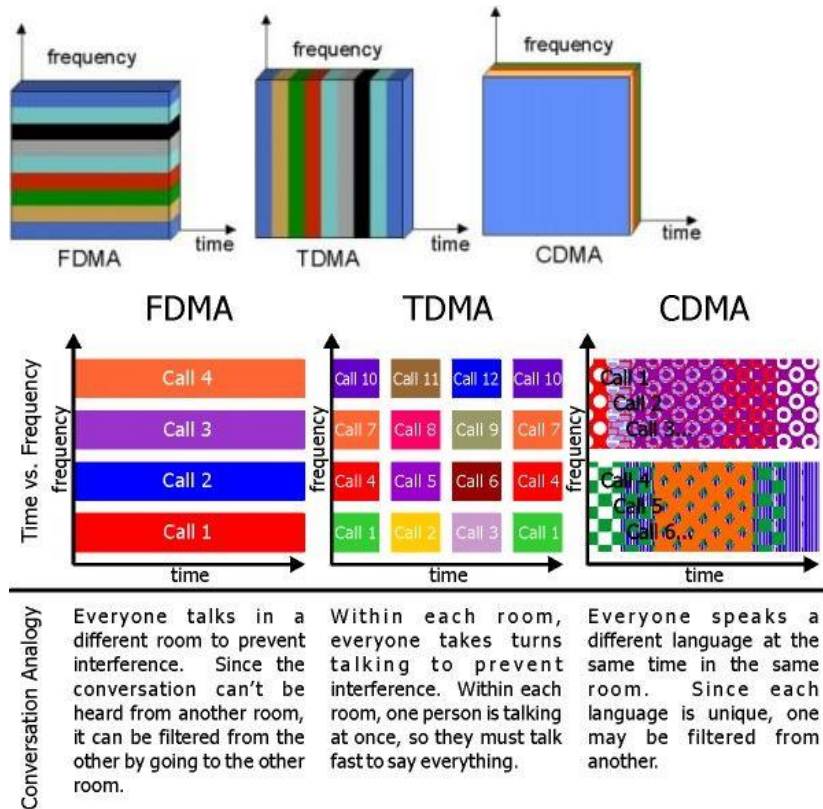 frequency
time
FDMA
frequency
time
TDMA
frequency
time
CDMA
FDMA
TDMA
CDMA
Time vs. Frequency
frequency
Call 4
Call 3
Call 2
Call 1
time
frequency
Call 10 Call 11 Call 12 Call 10
Call 7 Call 8 Call 9 Call 7
Call 4 Call 5 Call 6 Call 4
Call 1 Call 2 Call 3 Call 1
time
frequency
Call 1
Call 2
Call 3...
Call 4
Call 5
Call 6...
time
Conversation Analogy
Everyone talks in a
different room to prevent
interference. Since the
conversation can't be
heard from another room,
it can be filtered from the
other by going to the other
room.
Within each room,
everyone takes turns
talking to prevent
interference. Within each
room, one person is talking
at once, so they must talk
fast to say everything.
Everyone speaks a
different language at the
same time in the same
room. Since each
language is unique, one
may be filtered from
another.